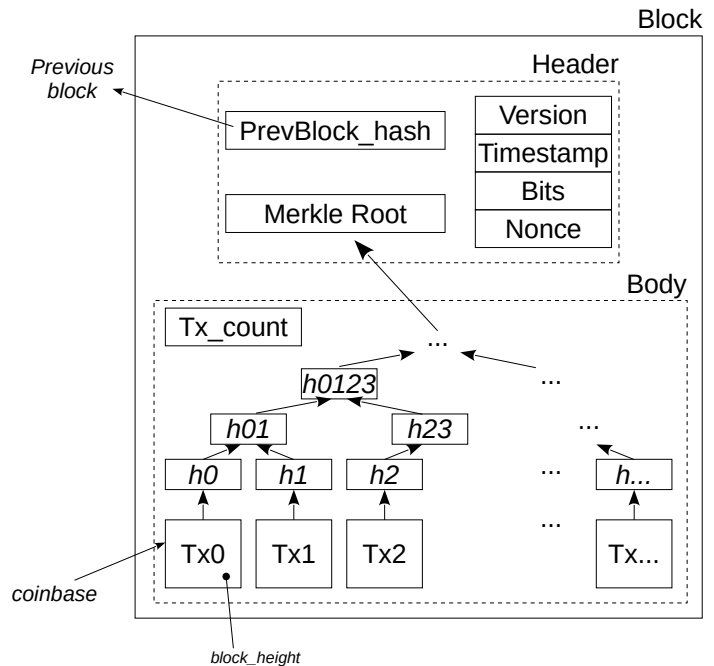 Block
Previous
block
Header
PrevBlock_hash
Version
Timestamp
Bits
Nonce
Merkle Root
Body
Tx_count
...
h0123
...
h01
h23
...
h0
h1
h2
...
h...
Tx0
Tx1
Tx2
...
Tx...
coinbase
block_height